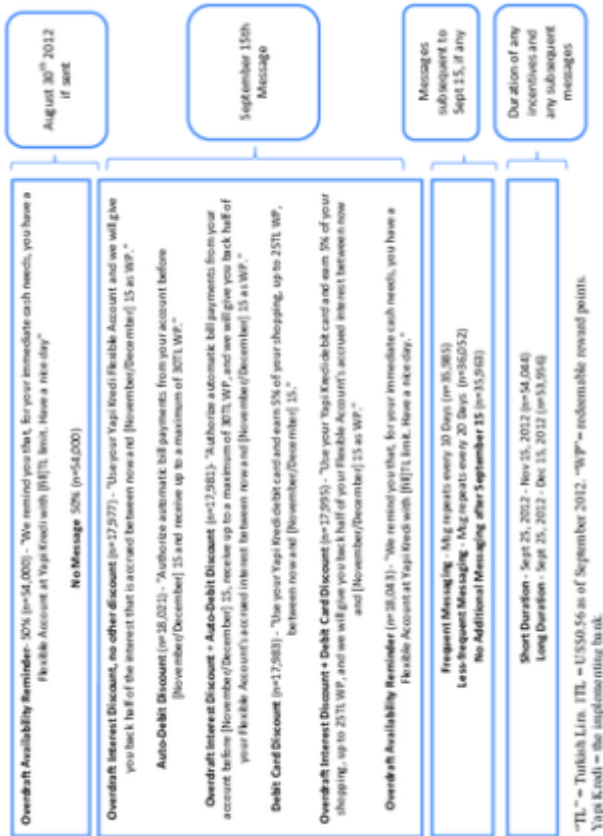 August 30th 2012
if sent
Overdraft Availability Reminder- 50% (n=54,000) - "We remind you that, for your immediate cash needs, you have a
Flexible Account at Yapi Kredi with [fill]TL limit. Have a nice day"
No Message 50% (n=54,000)
September 15th
Message
Overdraft Interest Discount, no other discount (n=17,977) - "Use your Yapi Kredi Flexible Account and we will give
you back half of the interest that is accrued between now and [November/December] 15 as WP."
Auto-Debit Discount (n=18,021) - "Authorize automatic bill payments from your account before
[November/December] 15 and receive up to a maximum of 30TL WP."
Overdraft Interest Discount + Auto-Debit Discount (n=17,981)- "Authorize automatic bill payments from your
account before [November/December] 15, receive up to a maximum of 30TL WP, and we will give you back half of
your Flexible Account's accrued interest between now and [November/December] 15 as WP."
Debit Card Discount (n=17,983) - "Use your Yapi Kredi debit card and earn 5% of your shopping, up to 25TL WP,
between now and [November/December] 15."
Overdraft Interest Discount + Debit Card Discount (n=17,995) - "Use your Yapi Kredi debit card and earn 5% of your
shopping, up to 25TL WP, and we will give you back half of your Flexible Account's accrued interest between now
and [November/December] 15 as WP."
Overdraft Availability Reminder (n=18,043) - "We remind you that, for your immediate cash needs, you have a
Flexible Account at Yapi Kredi with [fill]TL limit. Have a nice day."
Messages
subsequent to
Sept 15, if any
Frequent Messaging - Msg repeats every 10 Days (n=35,985)
Less-frequent Messaging - Msg repeats every 20 Days (n=36,052)
No Additional Messaging after September 15 (n=35,963)
Duration of any
incentives and
any subsequent
messages
Short Duration - Sept 25, 2012 - Nov 15, 2012 (n=54,044)
Long Duration - Sept 25, 2012 - Dec 15, 2012 (n=53,956)
"TL" = Turkish Lira. 1TL = US$0.56 as of September 2012. "WP"= redeemable reward points.
Yapi Kredi = the implementing bank.